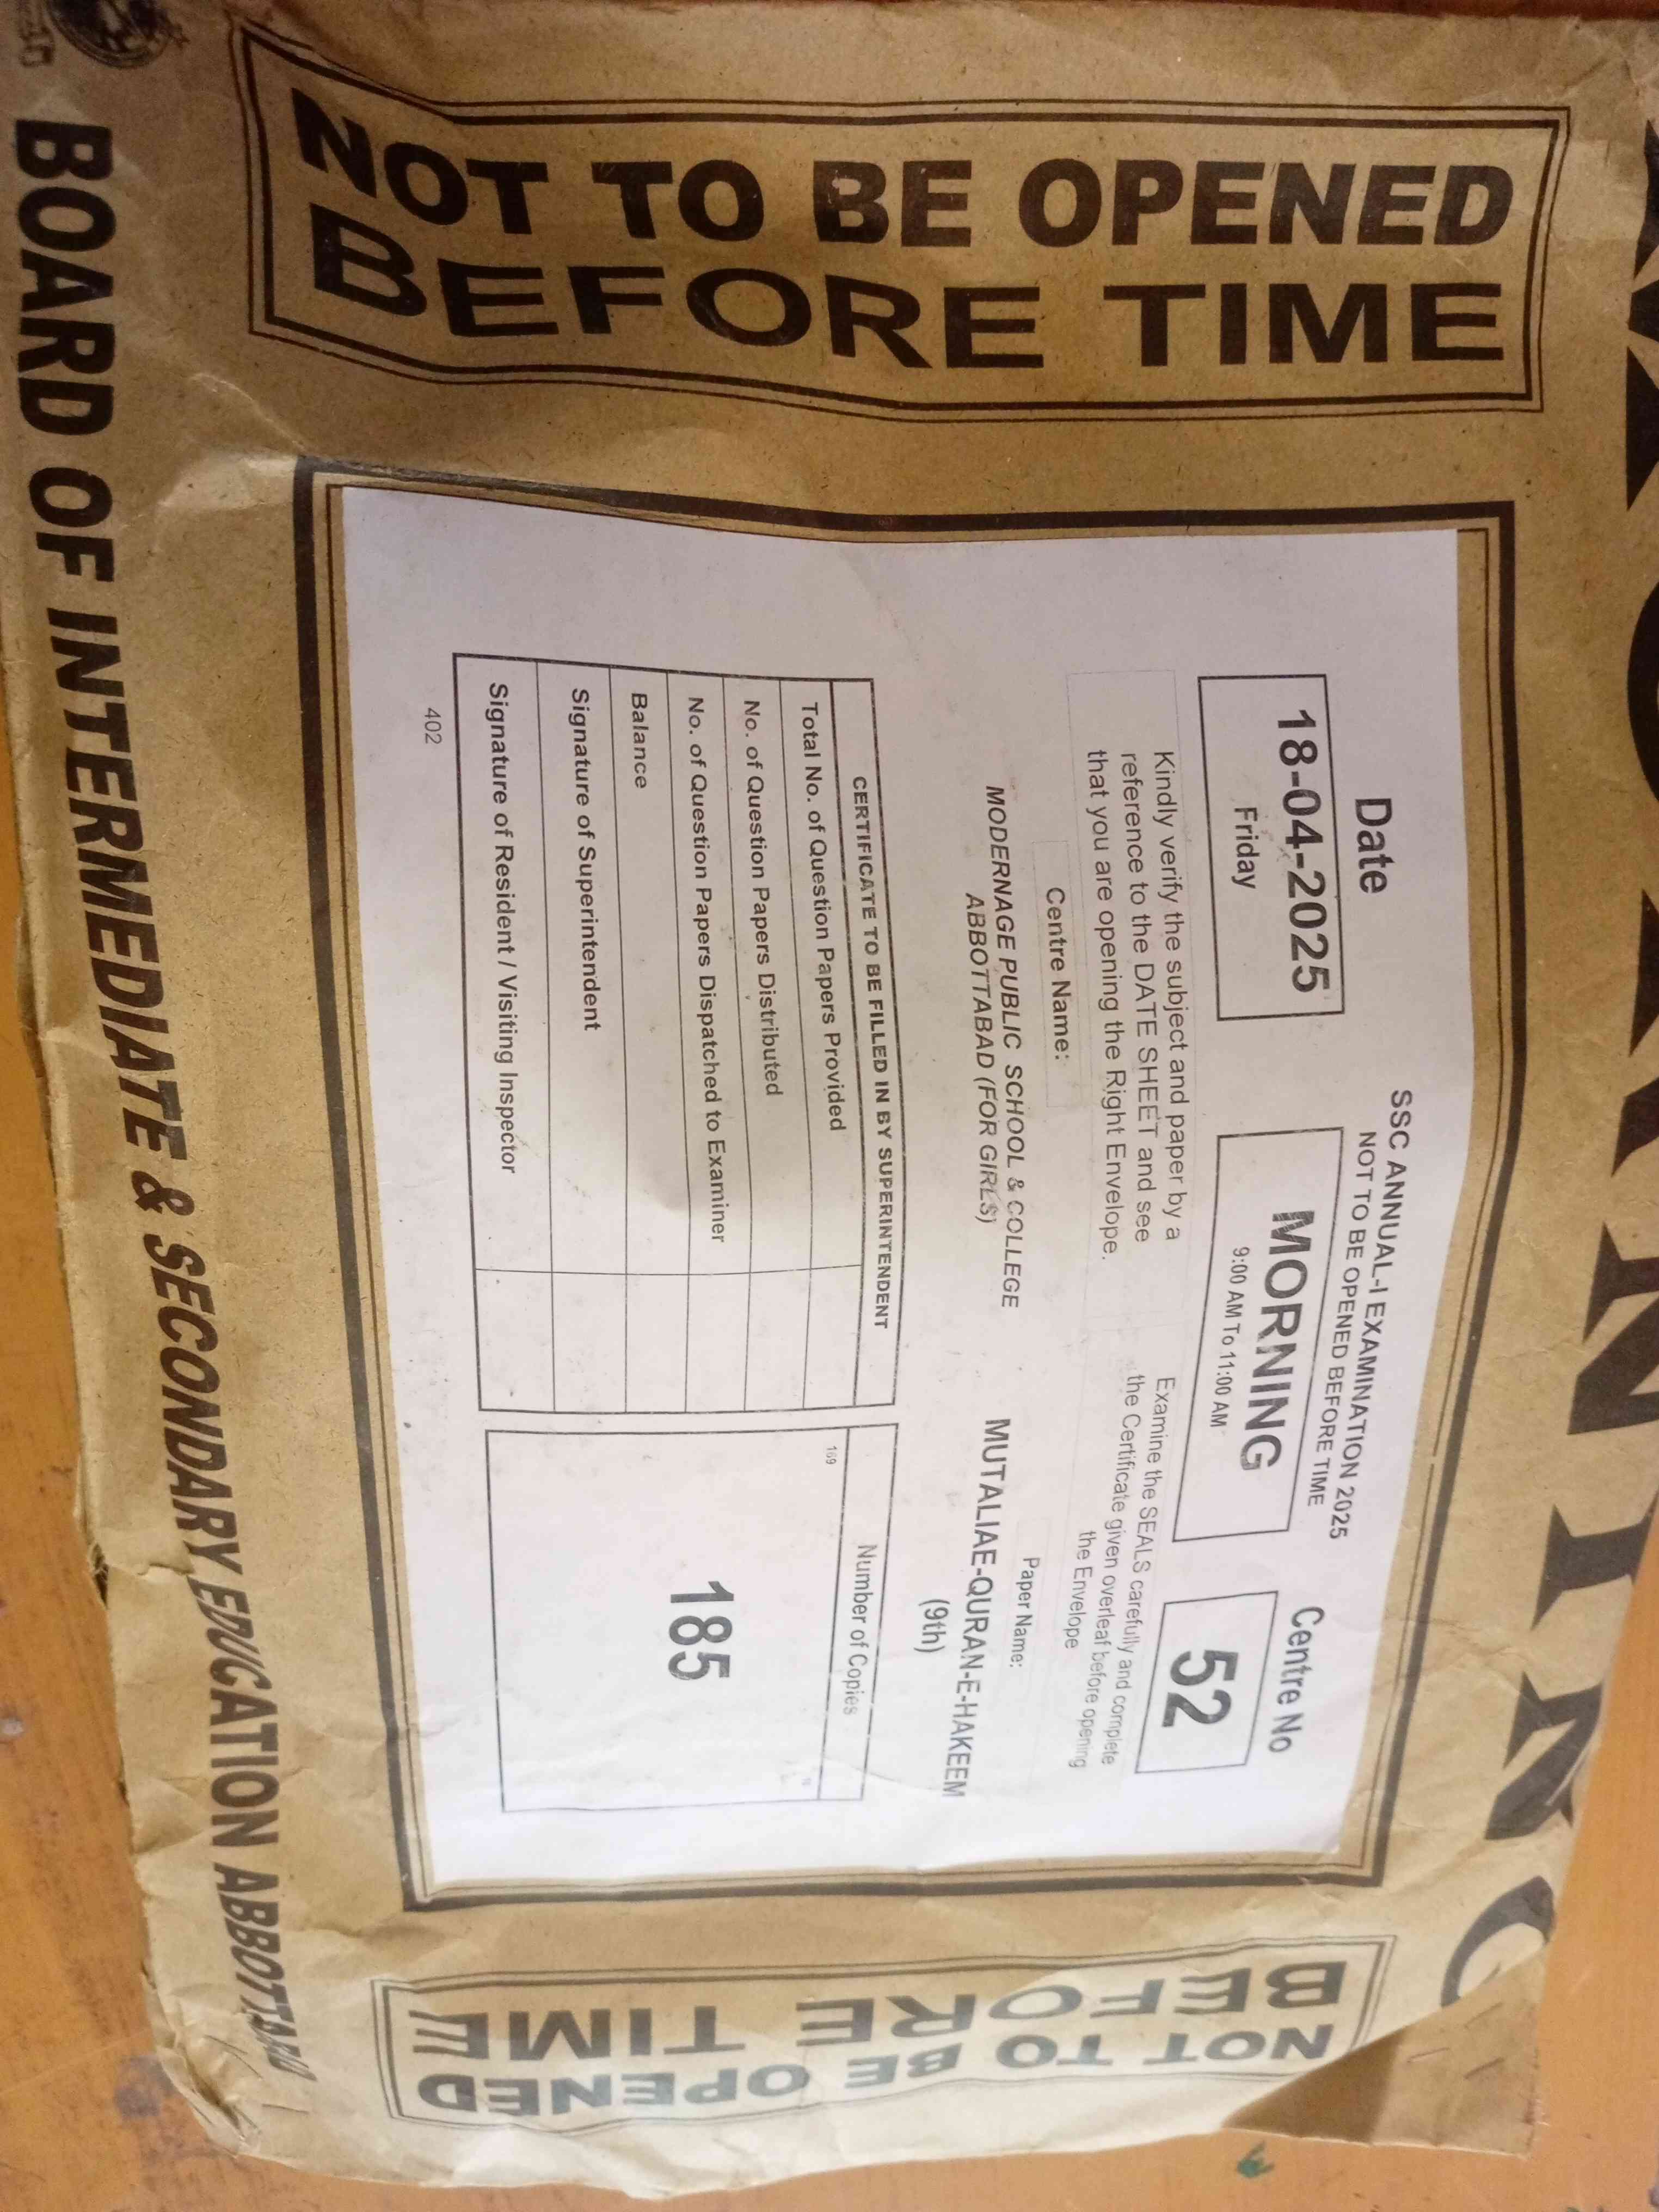 MORNING
NOT TO BE OPENED
BEFORE TIME
SSC ANNUAL-I EXAMINATION 2025
NOT TO BE OPENED BEFORE TIME
Date
18-04-2025
Friday
MORNING
9:00 AM To 11:00 AM
Centre No
52
Kindly verify the subject and paper by a
reference to the DATE SHEET and see
that you are opening the Right Envelope.
Examine the SEALS carefully and complete
the Certificate given overleaf before opening
the Envelope
Centre Name:
MODERNAGE PUBLIC SCHOOL & COLLEGE
ABBOTTABAD (FOR GIRLS)
Paper Name:
MUTALIAE-QURAN-E-HAKEEM
(9th)
CERTIFICATE TO BE FILLED IN BY SUPERINTENDENT
Total No. of Question Papers Provided
No. of Question Papers Distributed
No. of Question Papers Dispatched to Examiner
Balance
Signature of Superintendent
Signature of Resident / Visiting Inspector
Number of Copies
169
185
402
NOT TO BE OPENED
BEFORE TIME
BOARD OF INTERMEDIATE & SECONDARY EDUCATION ABBOTTABAD